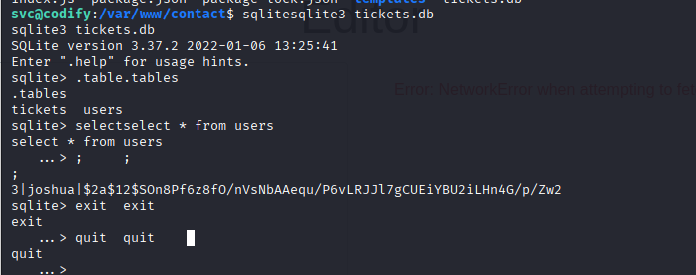 index.js  package.json  package-lock.json  templates  tickets.db
svc@codify:/var/www/contact$ sqlitesqlite3 tickets.db
sqlite3 tickets.db
Editor
SQLite version 3.37.2 2022-01-06 13:25:41
Enter ".help" for usage hints.
sqlite> .table.tables
.tables
Error: NetworkError when attempting to fet
tickets  users
sqlite> selectselect * from users
select * from users
   ...> ;     ;
;
3|joshua|$2a$12$SOn8Pf6z8fO/nVsNbAAequ/P6vLRJJl7gCUEiYBU2iLHn4G/p/Zw2
sqlite> exit  exit
exit
   ...> quit  quit
quit
   ...>